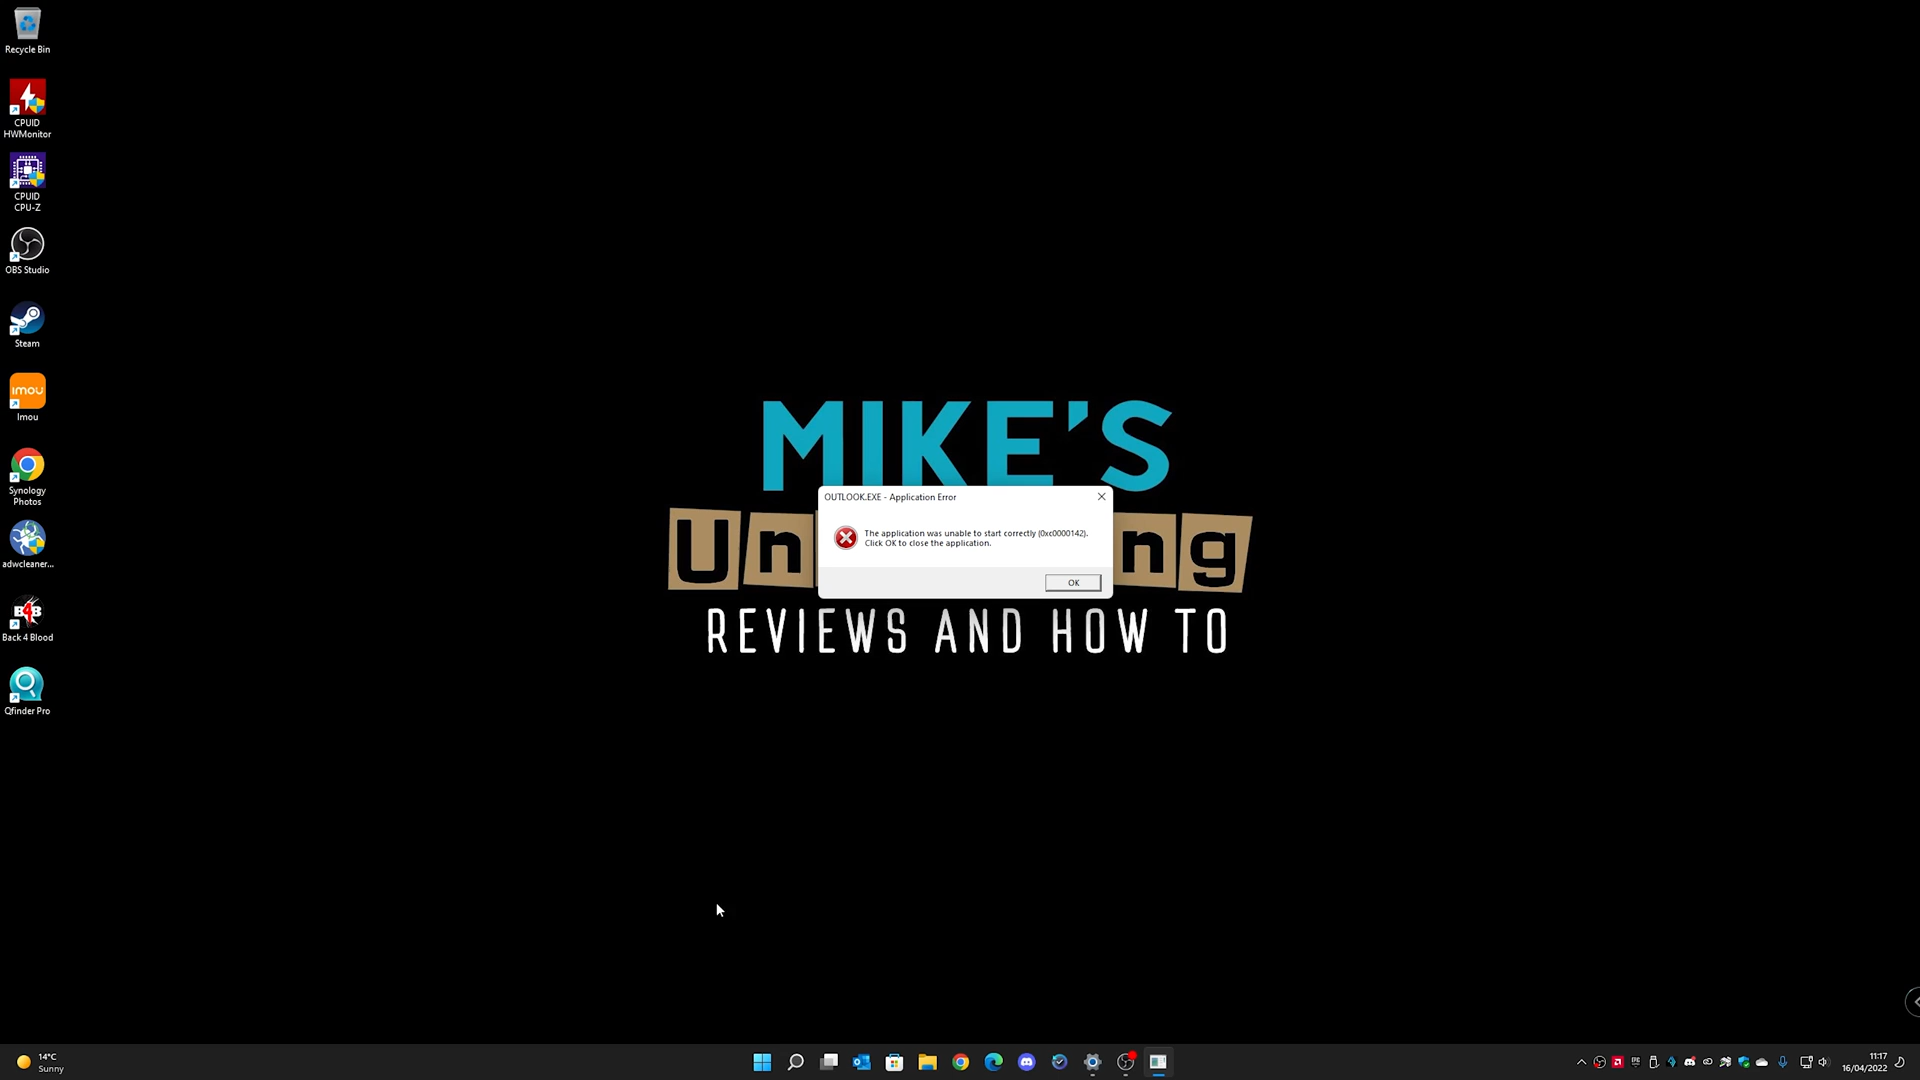 Recycle Bin
CPUID
HWMonitor
CPUID
CPU-Z
OBS Studio
Steam
imou
Imou
Synology
Photos
adwcleaner...
B4B
Back 4 Blood
Qfinder Pro
MIKE'S
Un
ng
REVIEWS AND HOW TO
OUTLOOK.EXE - Application Error
The application was unable to start correctly (0xc0000142).
Click OK to close the application.
OK
14°C
Sunny
11:17
16/04/2022